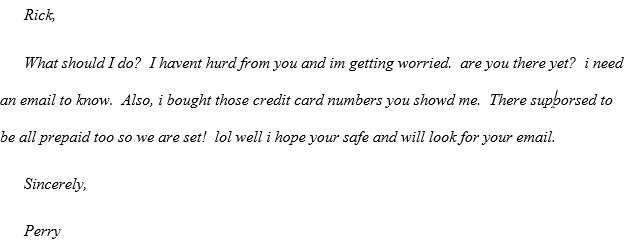 Rick,
What should I do?  I havent hurd from you and im getting worried.  are you there yet?  i need
an email to know.  Also, i bought those credit card numbers you showd me.  There supborsed to
be all prepaid too so we are set!  lol well i hope your safe and will look for your email.
Sincerely,
Perry